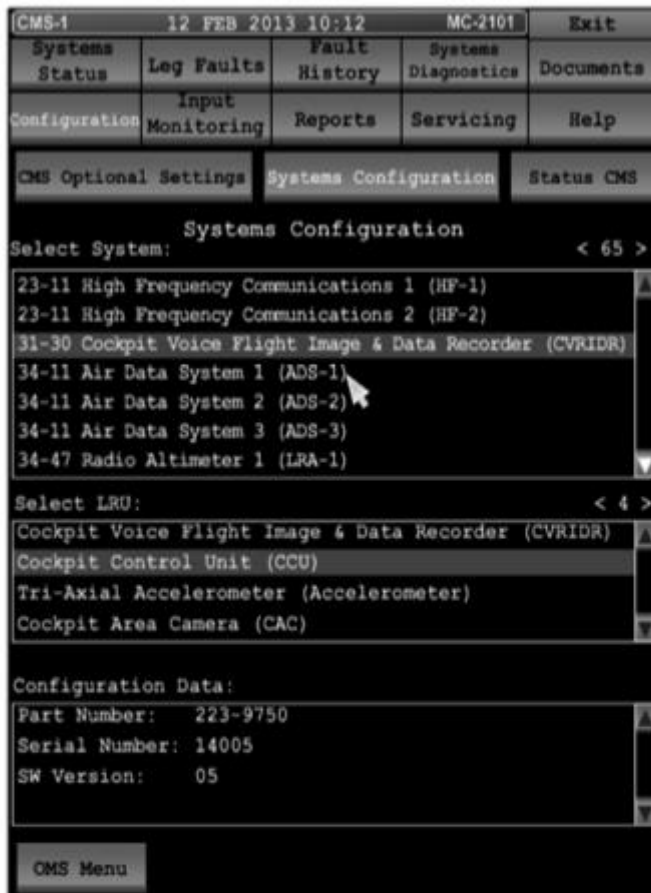 CMS-1 12 FEB 2013 10:12 MC-2101 Exit
Systems Status Leg Faults Fault History Systems Diagnostics Documents
Configuration Input Monitoring Reports Servicing Help
CMS Optional Settings Systems Configuration Status CMS
Systems Configuration
Select System: < 65 >
23-11 High Frequency Communications 1 (HF-1)
23-11 High Frequency Communications 2 (HF-2)
31-30 Cockpit Voice Flight Image & Data Recorder (CVRIDR)
34-11 Air Data System 1 (ADS-1)
34-11 Air Data System 2 (ADS-2)
34-11 Air Data System 3 (ADS-3)
34-47 Radio Altimeter 1 (LRA-1)
Select LRU: < 4 >
Cockpit Voice Flight Image & Data Recorder (CVRIDR)
Cockpit Control Unit (CCU)
Tri-Axial Accelerometer (Accelerometer)
Cockpit Area Camera (CAC)
Configuration Data:
Part Number: 223-9750
Serial Number: 14005
SW Version: 05
OMS Menu